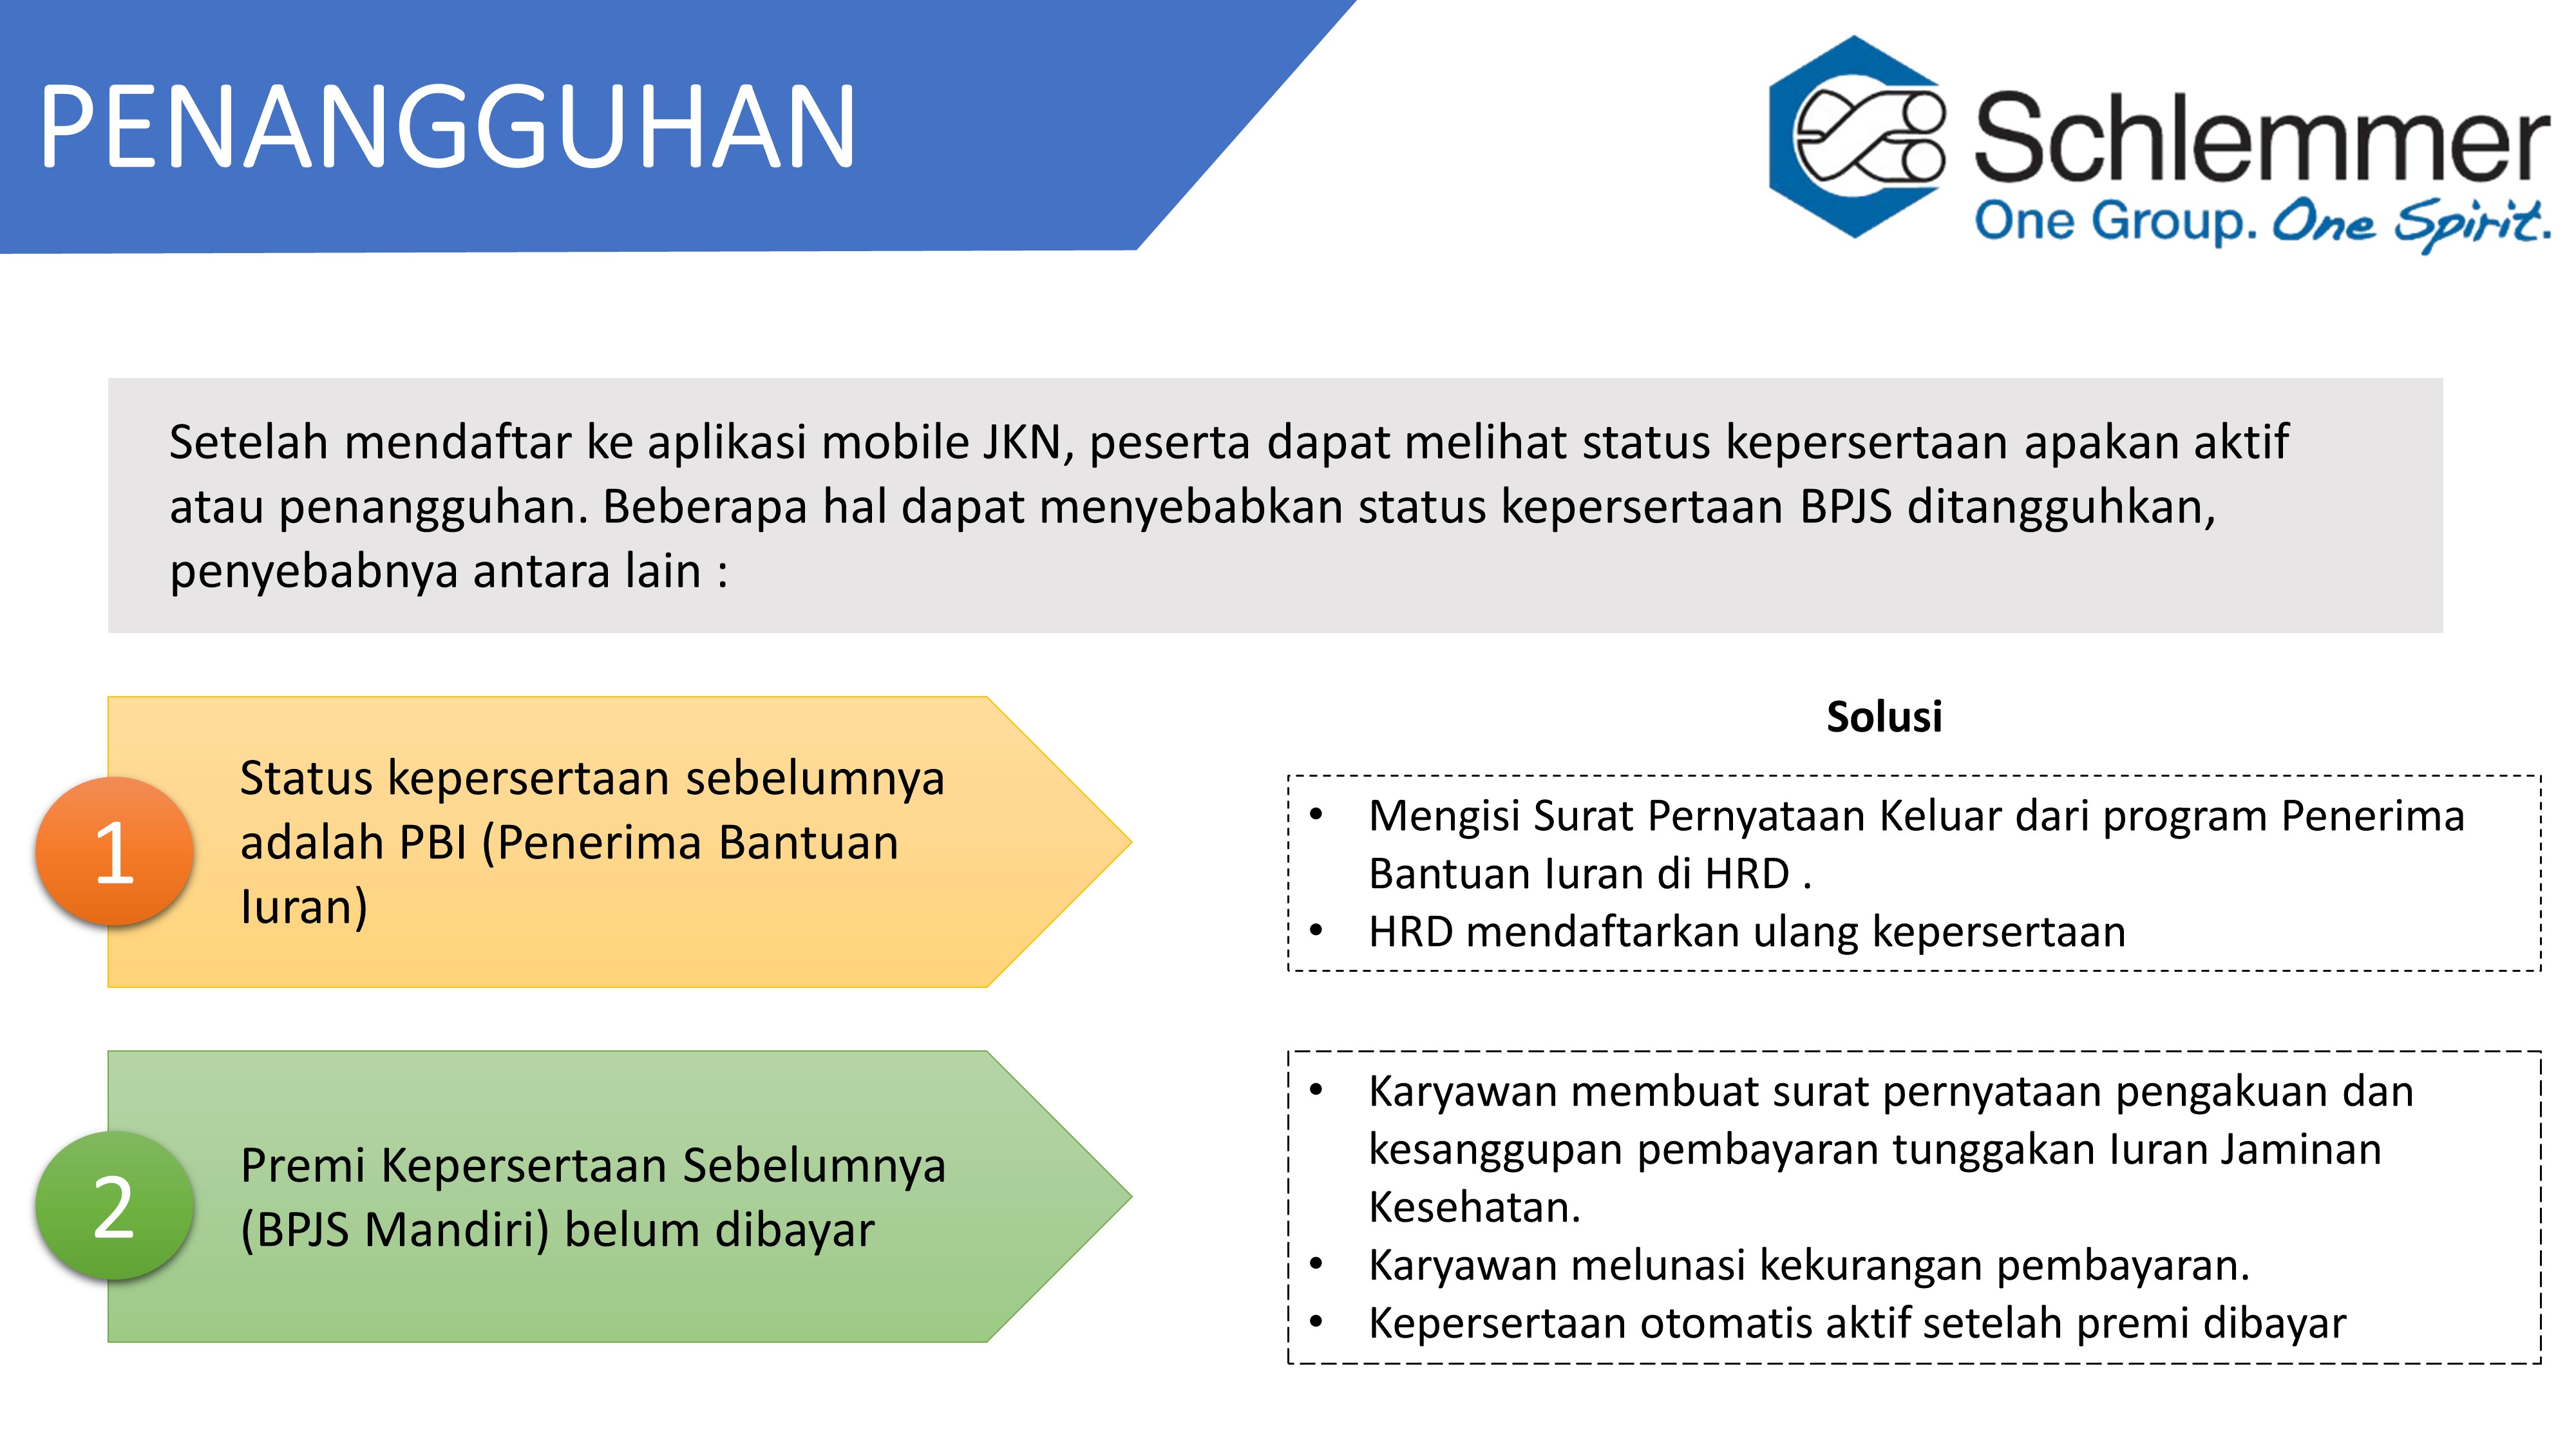 PENANGGUHAN
Schlemmer
One Group. One Spirit.
Setelah mendaftar ke aplikasi mobile JKN, peserta dapat melihat status kepersertaan apakan aktif
atau penangguhan. Beberapa hal dapat menyebabkan status kepersertaan BPJS ditangguhkan,
penyebabnya antara lain :
1
Status kepersertaan sebelumnya
adalah PBI (Penerima Bantuan
Iuran)
Solusi
• Mengisi Surat Pernyataan Keluar dari program Penerima
Bantuan Iuran di HRD .
• HRD mendaftarkan ulang kepersertaan
2
Premi Kepersertaan Sebelumnya
(BPJS Mandiri) belum dibayar
• Karyawan membuat surat pernyataan pengakuan dan
kesanggupan pembayaran tunggakan Iuran Jaminan
Kesehatan.
• Karyawan melunasi kekurangan pembayaran.
• Kepersertaan otomatis aktif setelah premi dibayar